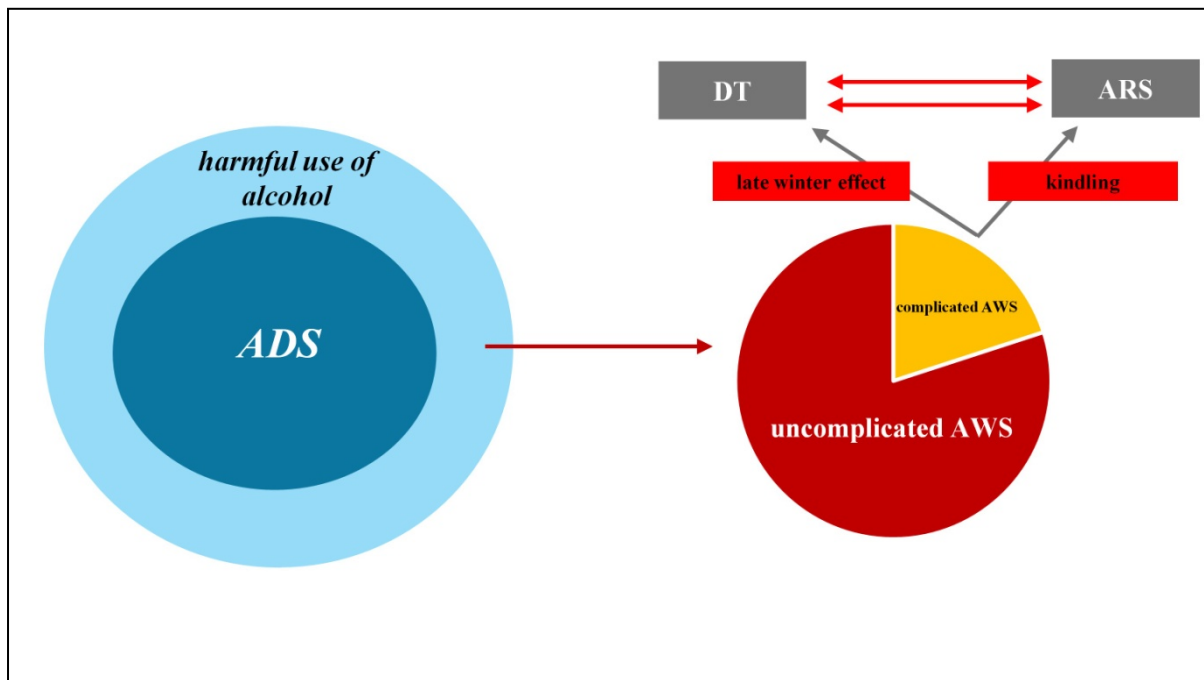 harmful use of
alcohol
ADS
DT
ARS
late winter effect
kindling
complicated AWS
uncomplicated AWS